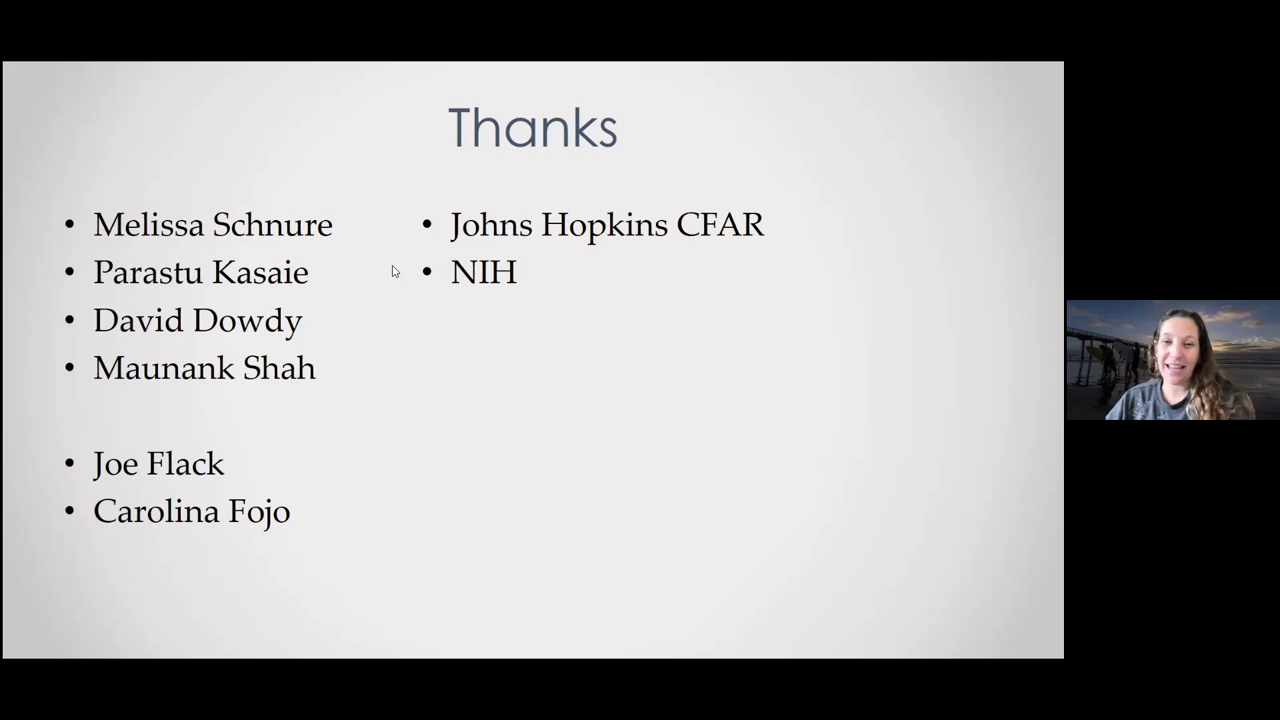 Thanks
• Melissa Schnure
• Parastu Kasaie
• David Dowdy
• Maunank Shah
• Joe Flack
• Carolina Fojo
• Johns Hopkins CFAR
• NIH